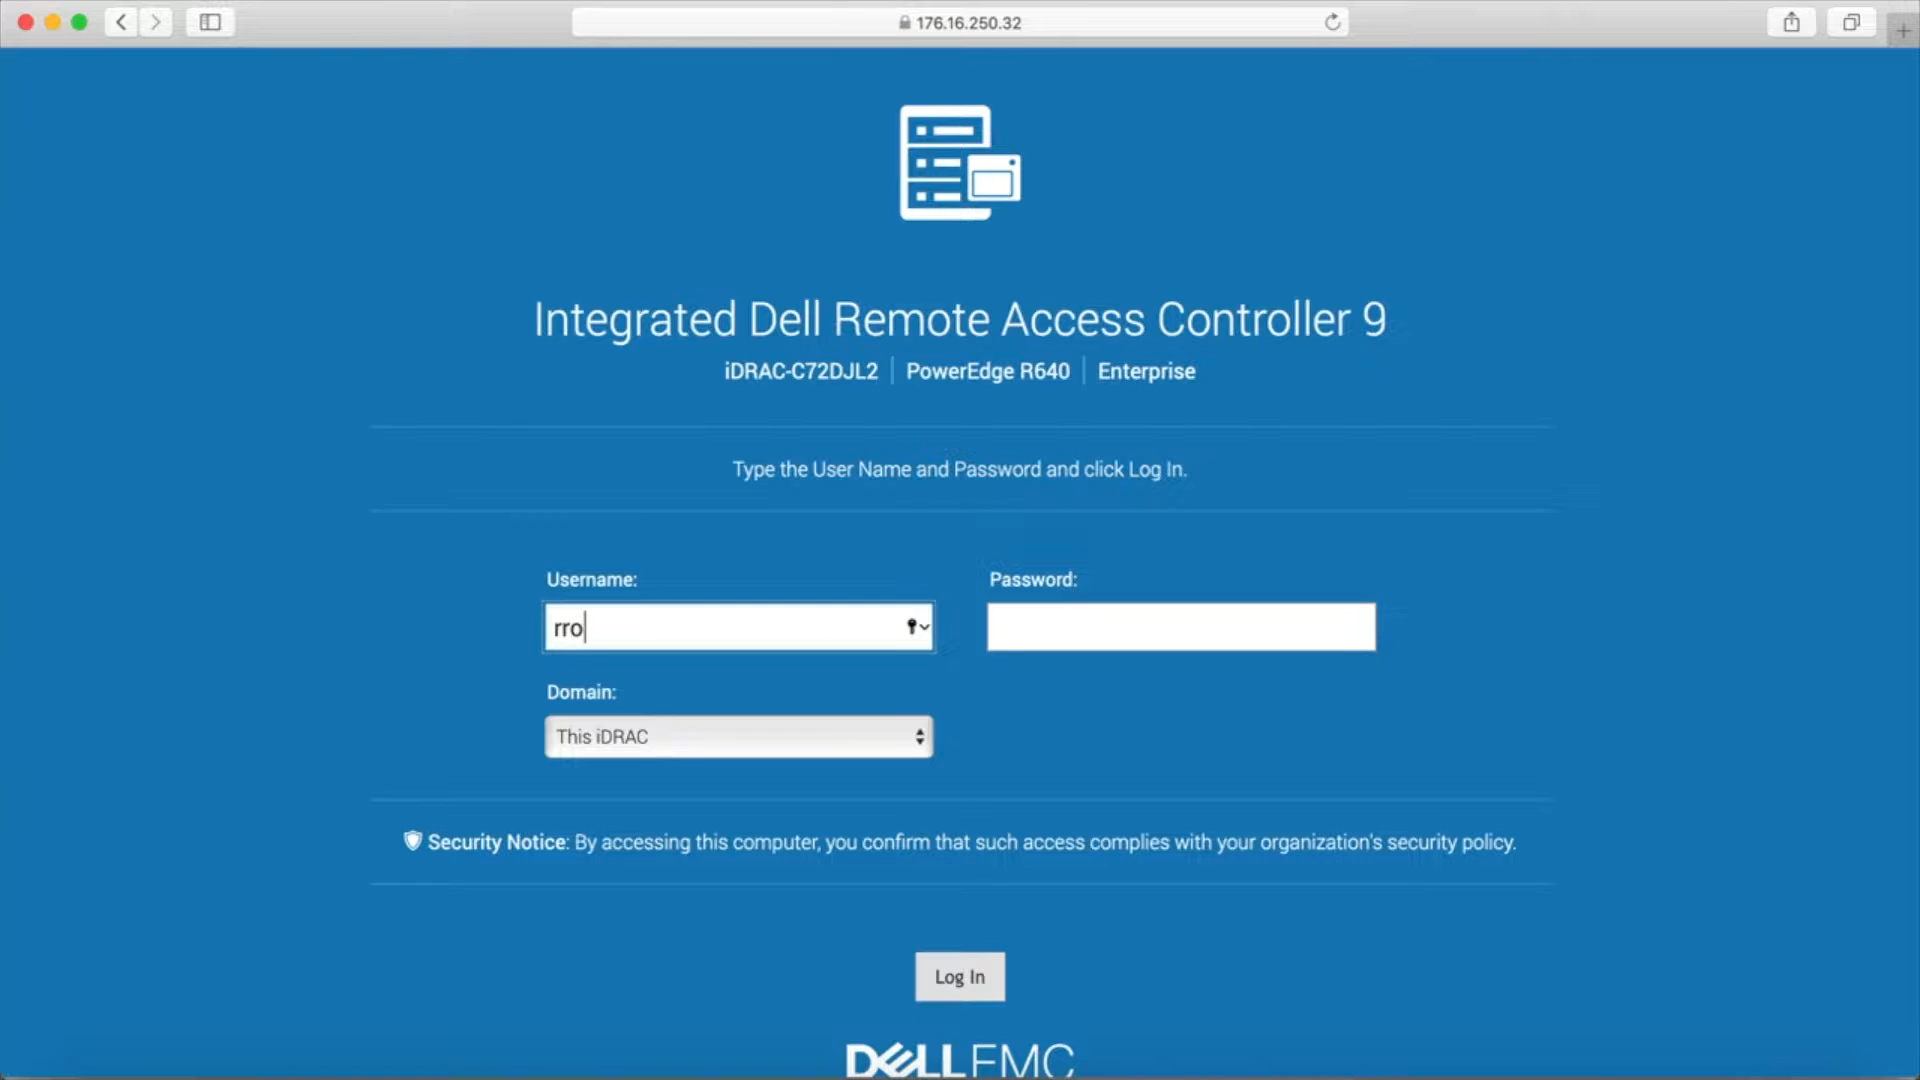 176.16.250.32
Integrated Dell Remote Access Controller 9
iDRAC-C72DJL2 | PowerEdge R640 | Enterprise
Type the User Name and Password and click Log In.
Username: Password:
rro
Domain:
This iDRAC
Security Notice: By accessing this computer, you confirm that such access complies with your organization's security policy.
Log In
DELLEMC